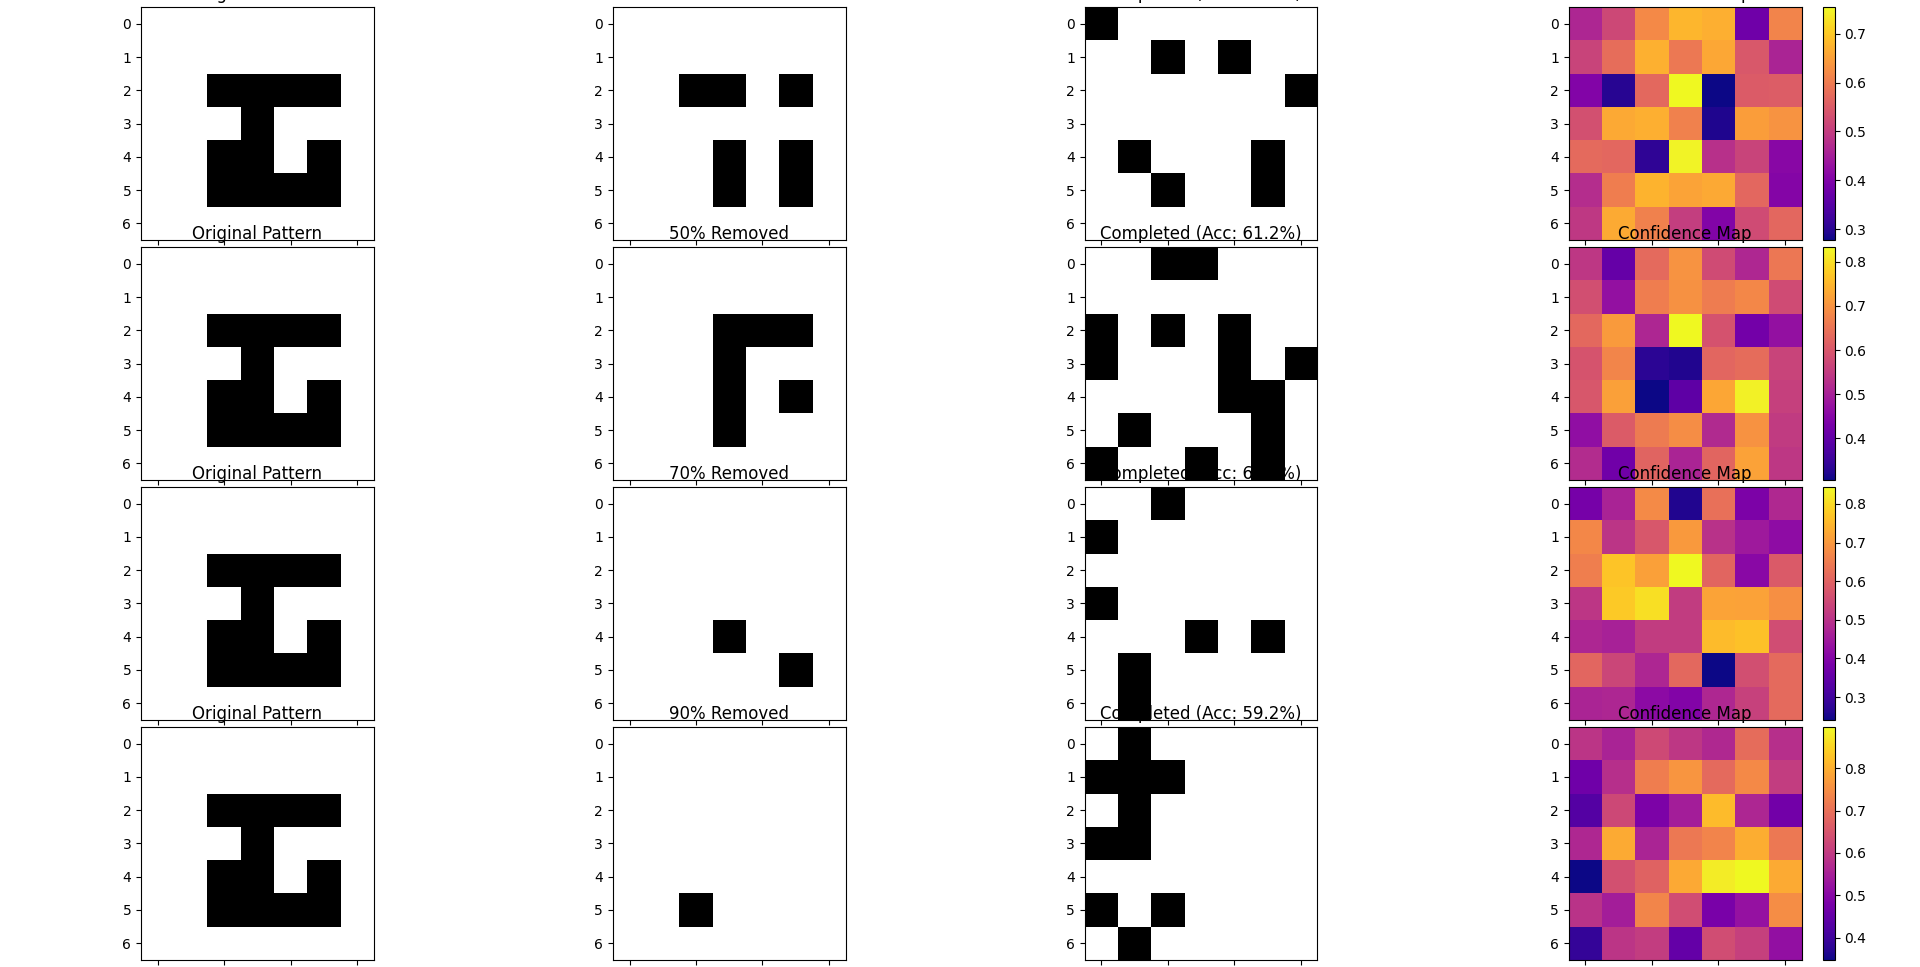 0 0 0 0 0.7
1 1 1 1
2 2 2 2 0.6
3 3 3 3 0.5
4 4 4 4
5 5 5 5 0.4
6 6 6 6 0.3
Original Pattern 50% Removed Completed (Acc: 61.2%) Confidence Map
0 0 0 0 0.8
1 1 1 1 0.7
2 2 2 2
3 3 3 3 0.6
4 4 4 4 0.5
5 5 5 5 0.4
6 6 6 6
Original Pattern 70% Removed Confidence Map
0 0 0 0 0.8
1 1 1 1 0.7
2 2 2 2 0.6
3 3 3 3
4 4 4 4 0.5
5 5 5 5 0.4
6 6 6 6 0.3
Original Pattern 90% Removed Completed (Acc: 59.2%) Confidence Map
0 0 0 0
1 1 1 1 0.8
2 2 2 2 0.7
3 3 3 3 0.6
4 4 4 4
5 5 5 5 0.5
6 6 6 6 0.4